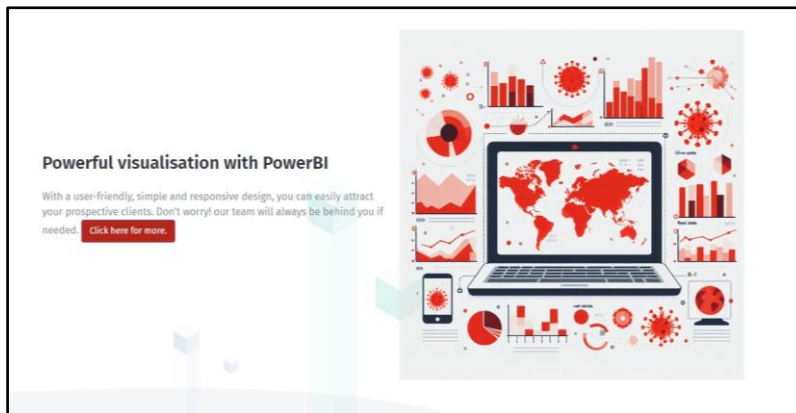 Powerful visualisation with PowerBI
With a user-friendly, simple and responsive design, you can easily attract
your prospective clients. Don't worry! our team will always be behind you if
needed. Click here for more.